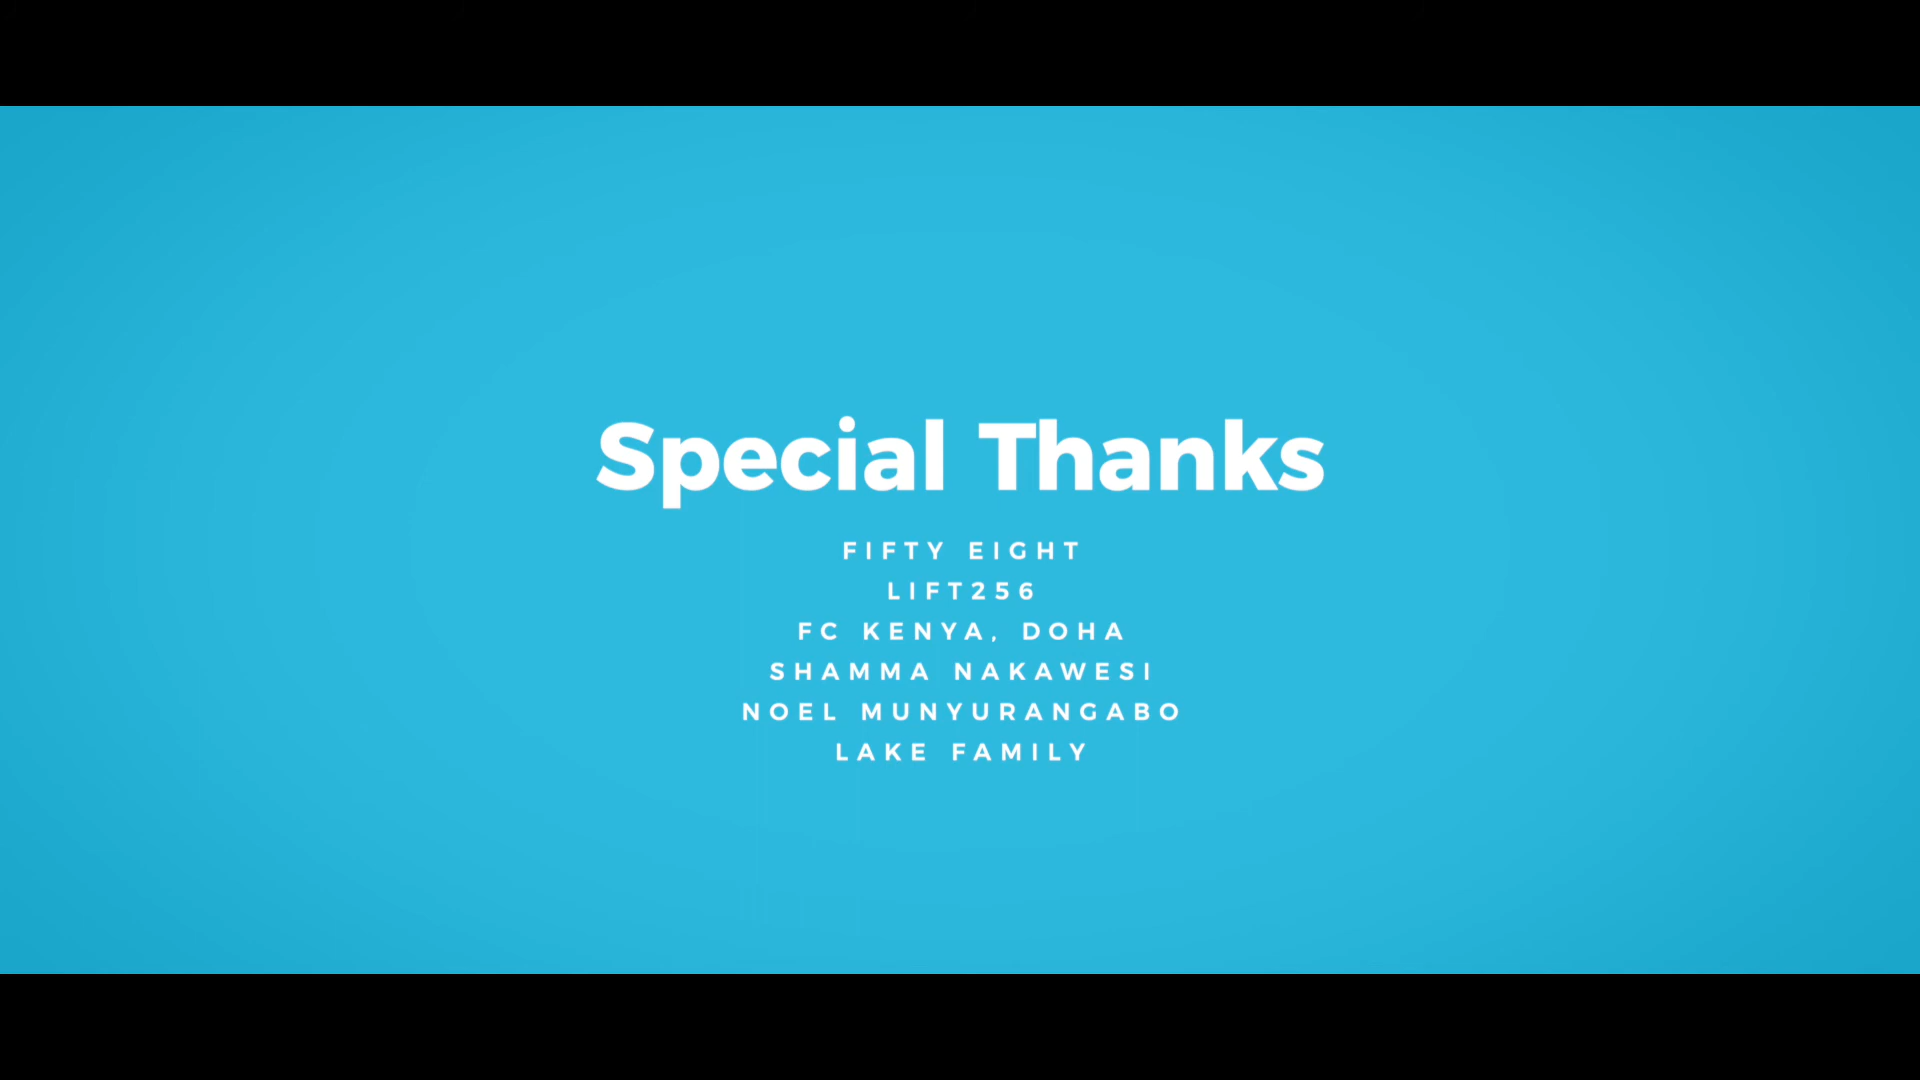 Special Thanks
FIFTY EIGHT
LIFT256
FC KENYA, DOHA
SHAMMA NAKAWESI
NOEL MUNYURANGABO
LAKE FAMILY